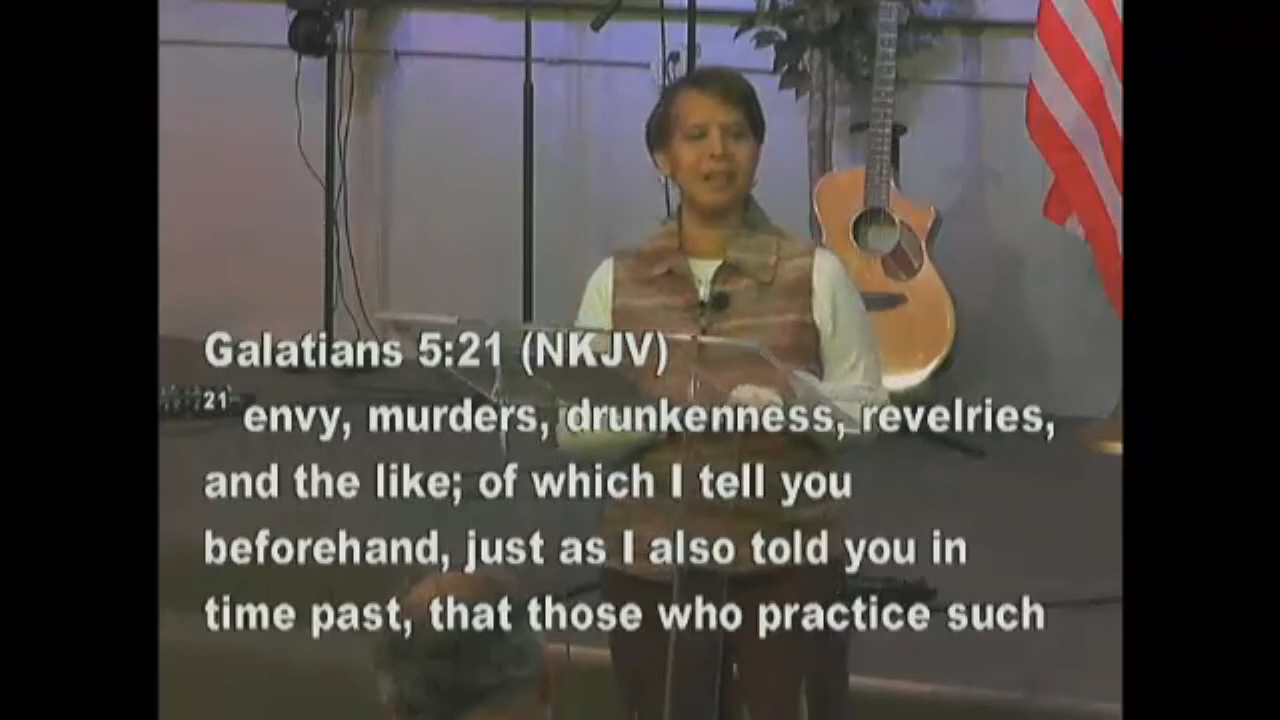 Galatians 5:21 (NKJV)
21 envy, murders, drunkenness, revelries,
and the like; of which I tell you
beforehand, just as I also told you in
time past, that those who practice such